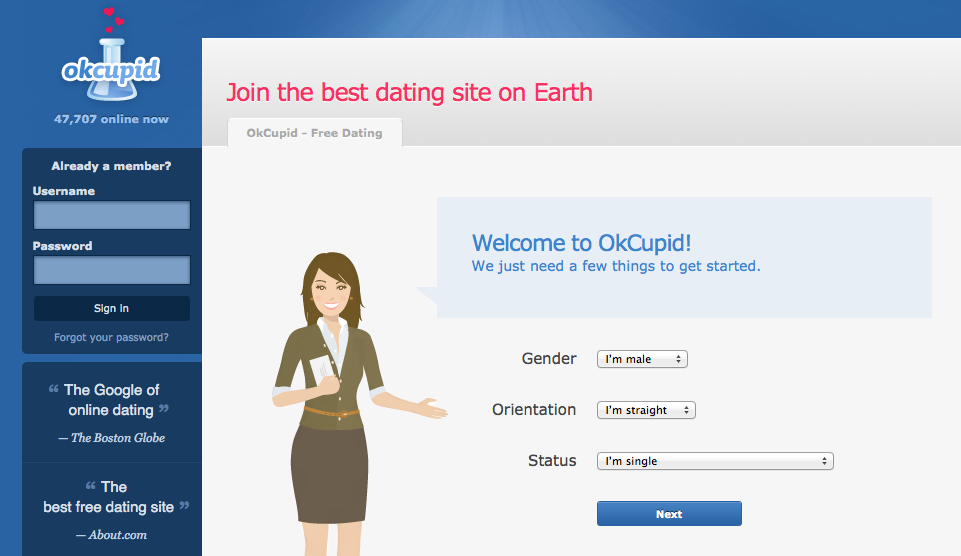 okcupid
47,707 online now
Already a member?
Username
Password
Sign in
Forgot your password?
“ The Google of
online dating ”
— The Boston Globe
“ The
best free dating site ”
— About.com
Join the best dating site on Earth
OkCupid - Free Dating
Welcome to OkCupid!
We just need a few things to get started.
Gender I'm male
Orientation I'm straight
Status I'm single
Next